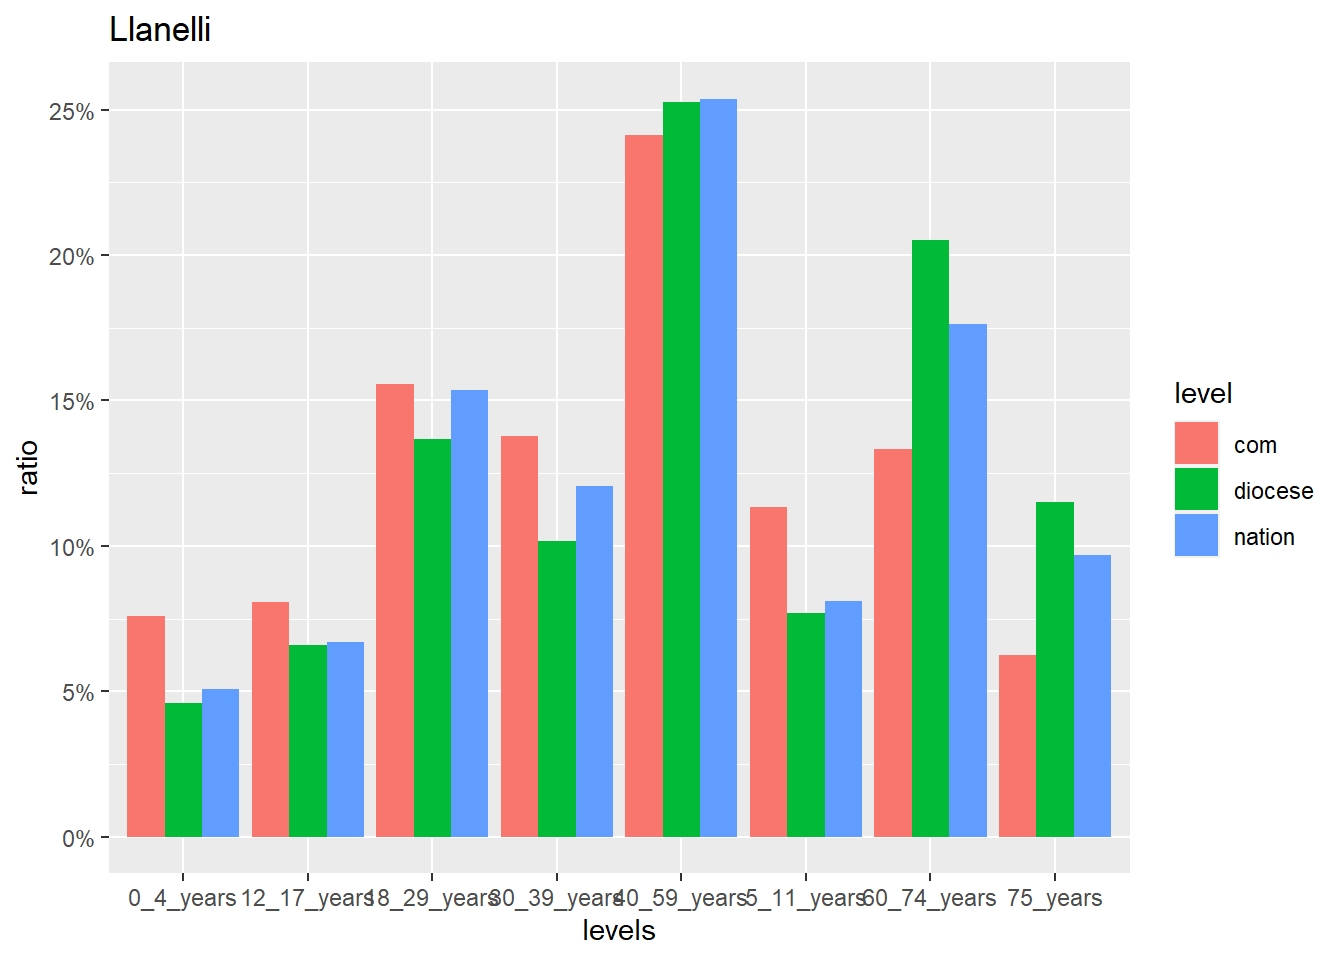 Llanelli
25%
20%
15%
10%
5%
0%
ratio
0_4_years 12_17_years 18_29_years 30_39_years 40_59_years 5_11_years 60_74_years 75_years
levels
level
com
diocese
nation